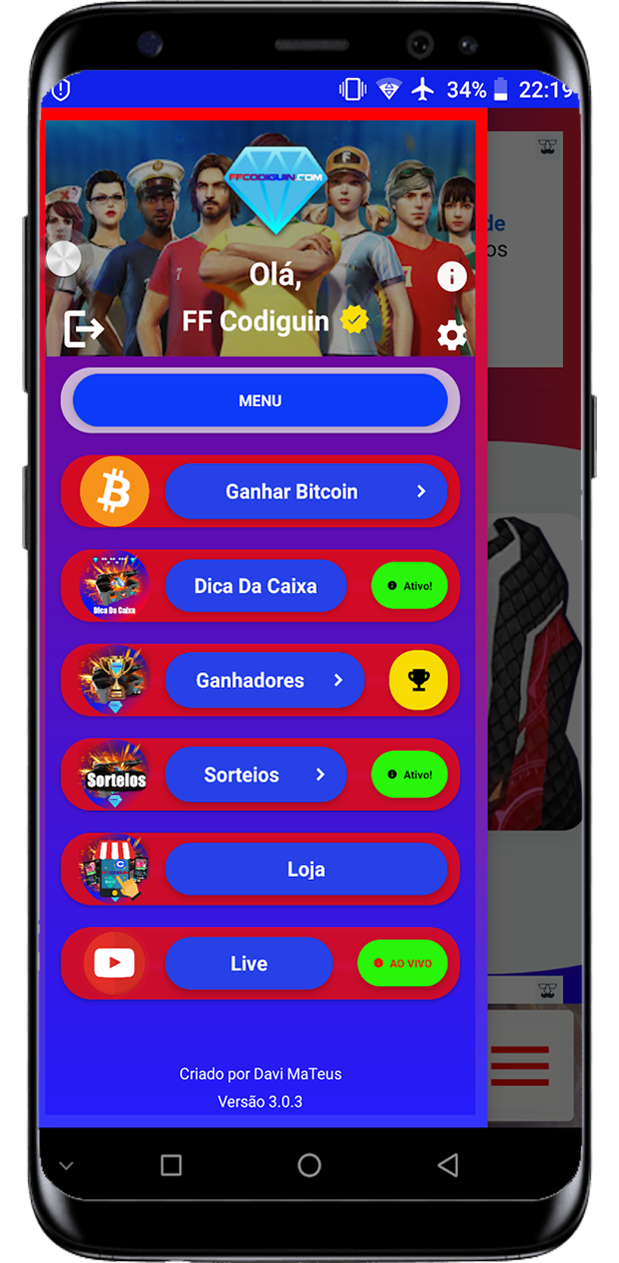 34% 22:19
FFCODIGUIN.COM
de
os
Olá,
FF Codiguin
MENU
Ganhar Bitcoin
Dica Da Caixa
Dica Da Caixa
Ativo!
Ganhadores
Sorteios
Sorteios
Ativo!
Loja
Live
AO VIVO
Criado por Davi MaTeus
Versão 3.0.3